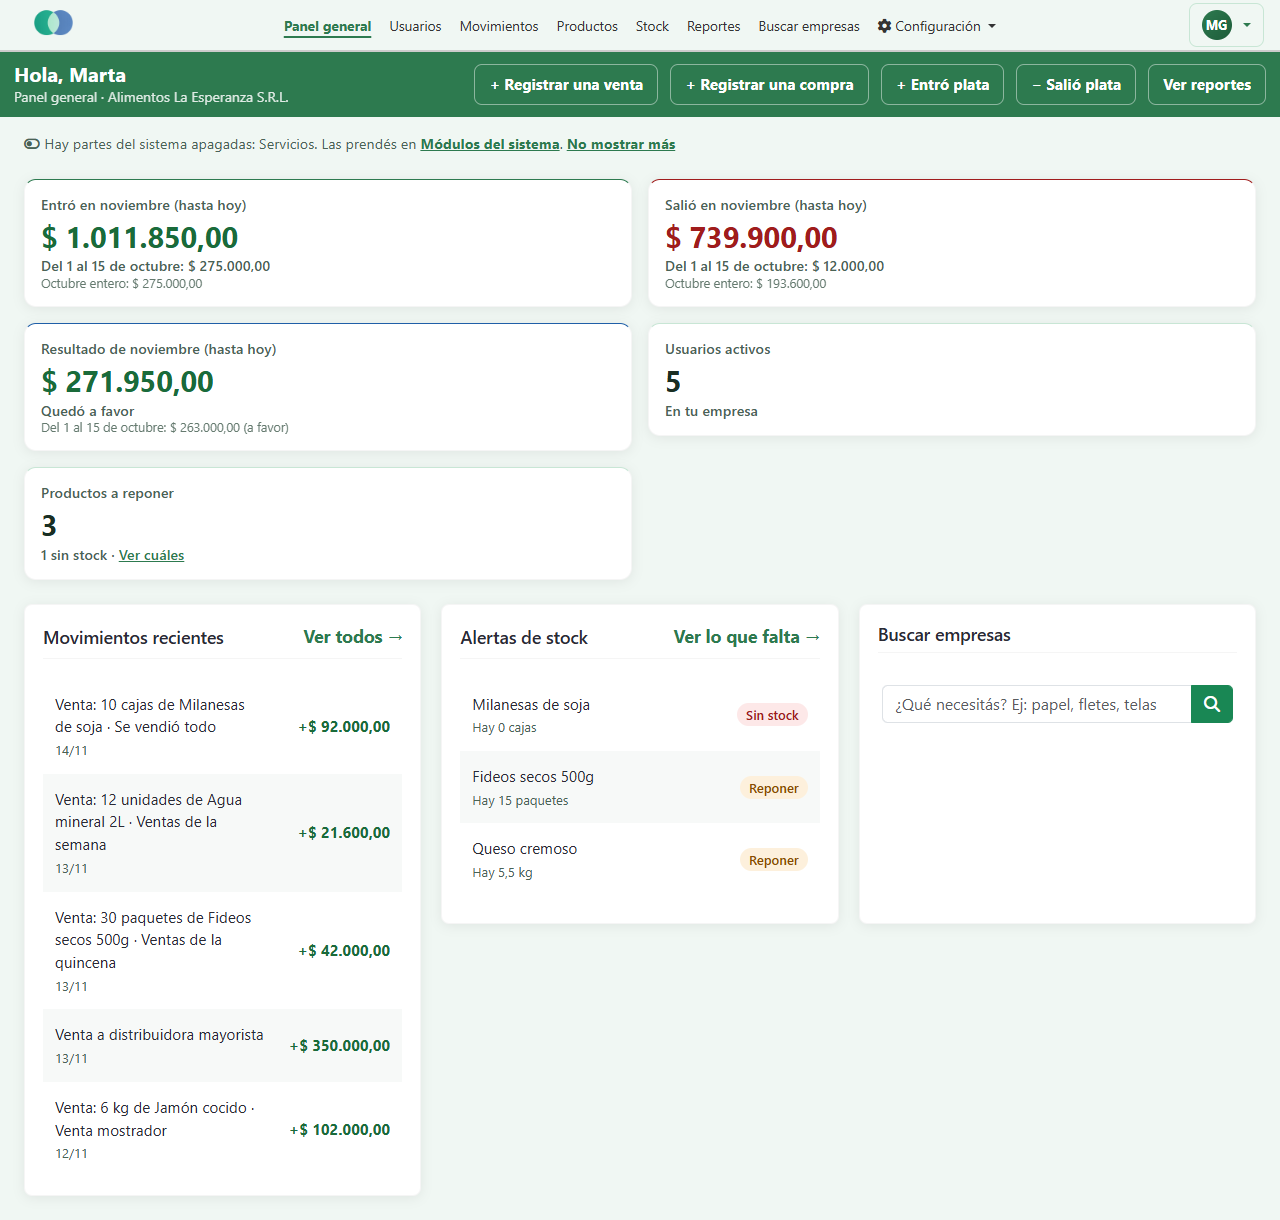 Panel general
Usuarios
Movimientos
Productos
Stock
Reportes
Buscar empresas
Configuración
MG
Hola, Marta
Panel general · Alimentos La Esperanza S.R.L.
+ Registrar una venta
+ Registrar una compra
+ Entró plata
− Salió plata
Ver reportes
Hay partes del sistema apagadas: Servicios. Las prendés en Módulos del sistema. No mostrar más
Entró en noviembre (hasta hoy)
$ 1.011.850,00
Del 1 al 15 de octubre: $ 275.000,00
Octubre entero: $ 275.000,00
Salió en noviembre (hasta hoy)
$ 739.900,00
Del 1 al 15 de octubre: $ 12.000,00
Octubre entero: $ 193.600,00
Resultado de noviembre (hasta hoy)
$ 271.950,00
Quedó a favor
Del 1 al 15 de octubre: $ 263.000,00 (a favor)
Usuarios activos
5
En tu empresa
Productos a reponer
3
1 sin stock · Ver cuáles
Movimientos recientes
Ver todos →
Venta: 10 cajas de Milanesas
de soja · Se vendió todo
14/11
+$ 92.000,00
Venta: 12 unidades de Agua
mineral 2L · Ventas de la
semana
13/11
+$ 21.600,00
Venta: 30 paquetes de Fideos
secos 500g · Ventas de la
quincena
13/11
+$ 42.000,00
Venta a distribuidora mayorista
13/11
+$ 350.000,00
Venta: 6 kg de Jamón cocido ·
Venta mostrador
12/11
+$ 102.000,00
Alertas de stock
Ver lo que falta →
Milanesas de soja
Hay 0 cajas
Sin stock
Fideos secos 500g
Hay 15 paquetes
Reponer
Queso cremoso
Hay 5,5 kg
Reponer
Buscar empresas
¿Qué necesitás? Ej: papel, fletes, telas